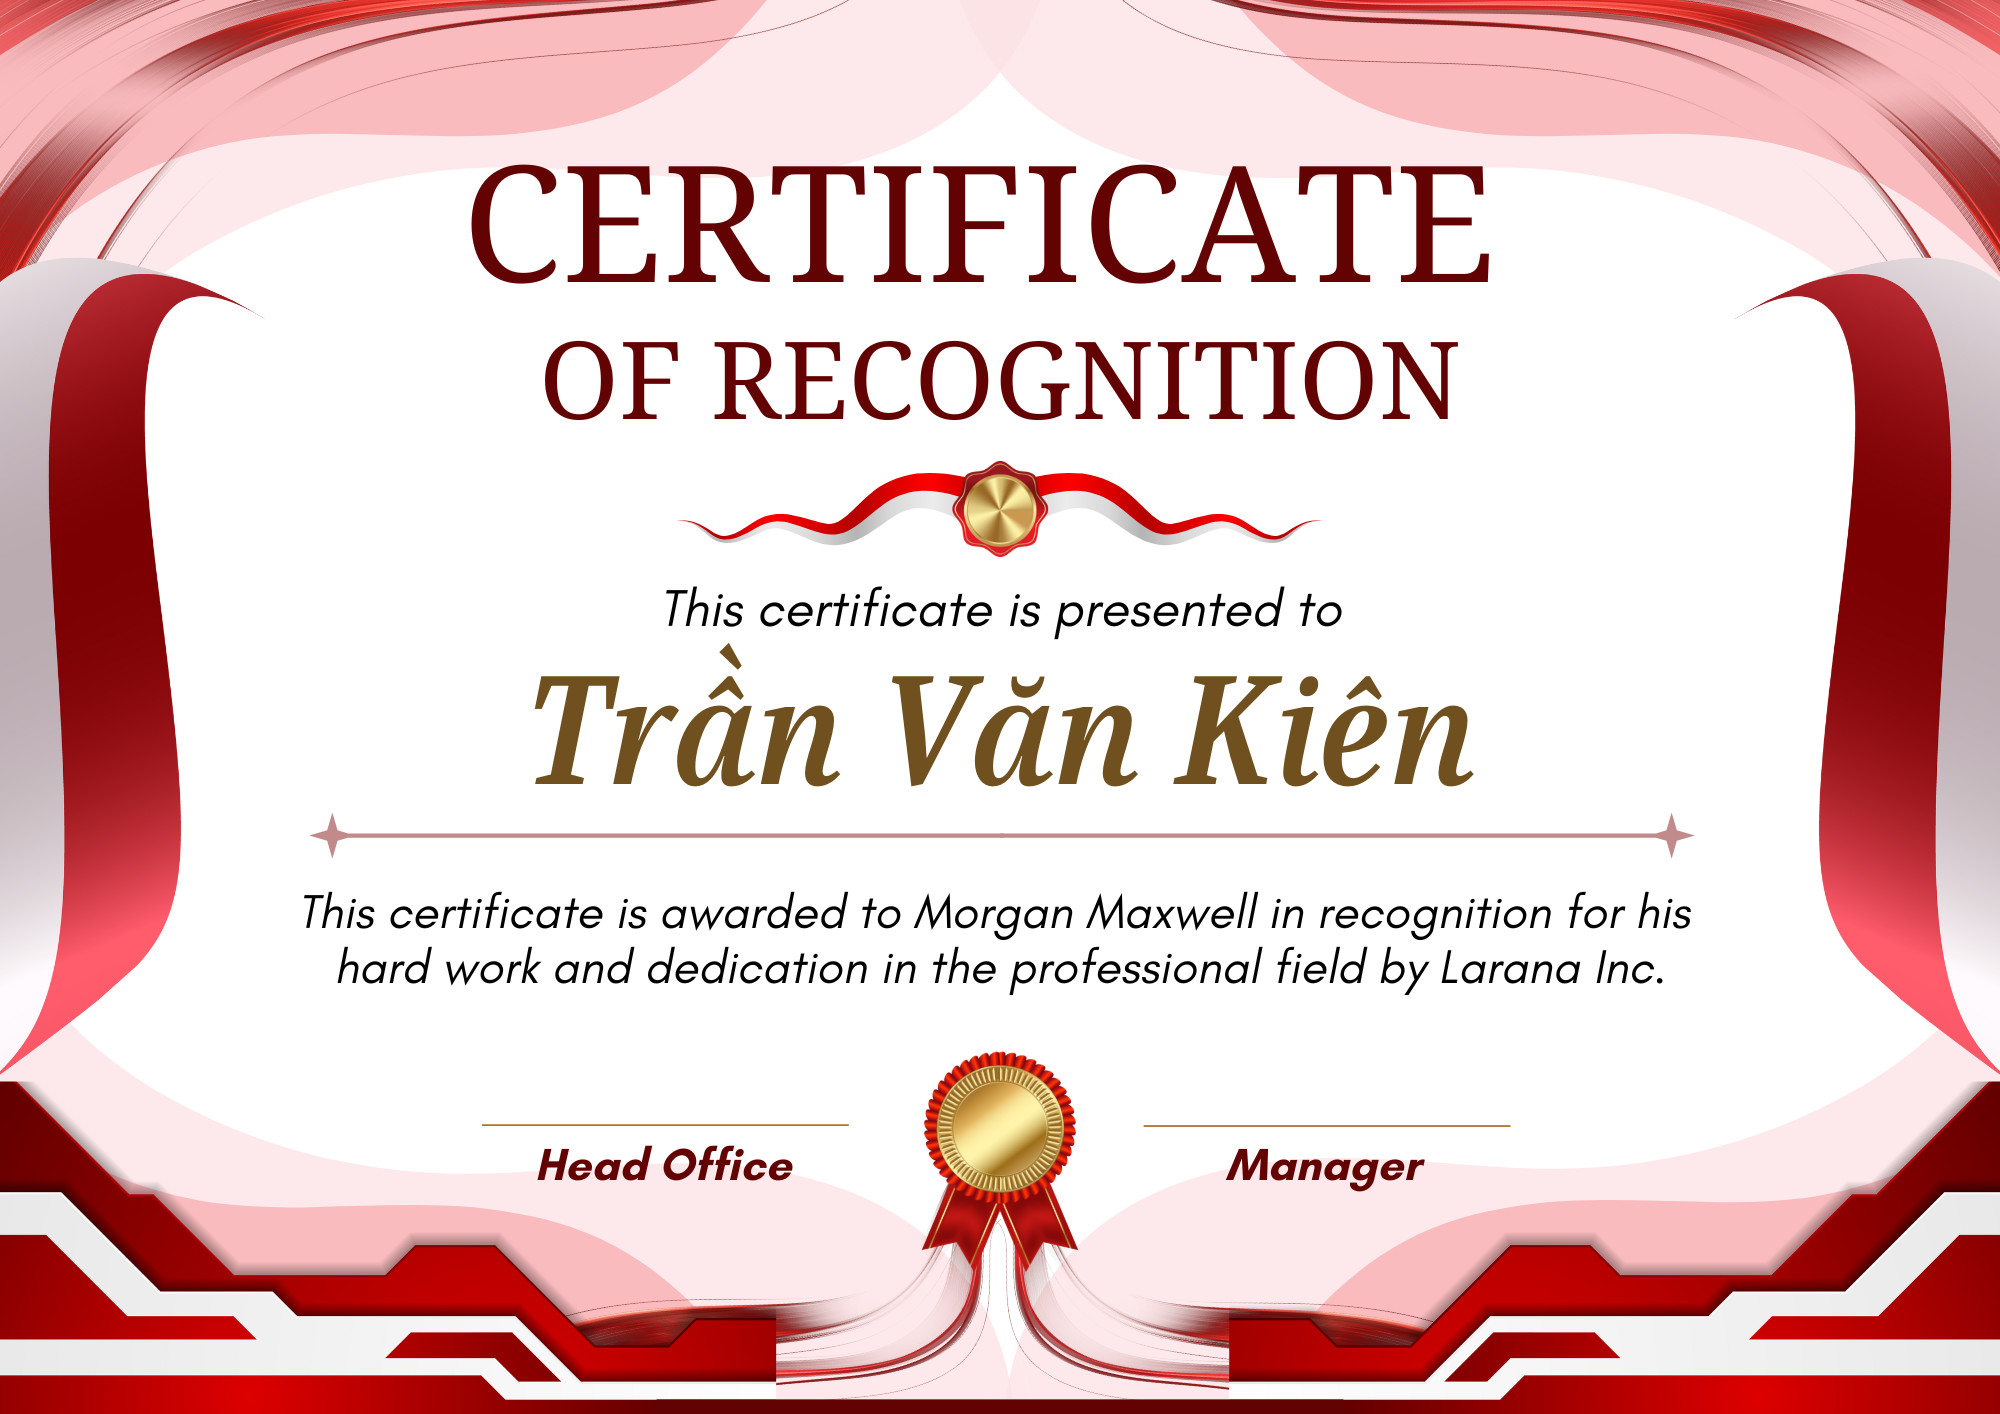 CERTIFICATE
OF RECOGNITION
This certificate is presented to
Trần Văn Kiên
This certificate is awarded to Morgan Maxwell in recognition for his
hard work and dedication in the professional field by Larana Inc.
Head Office
Manager